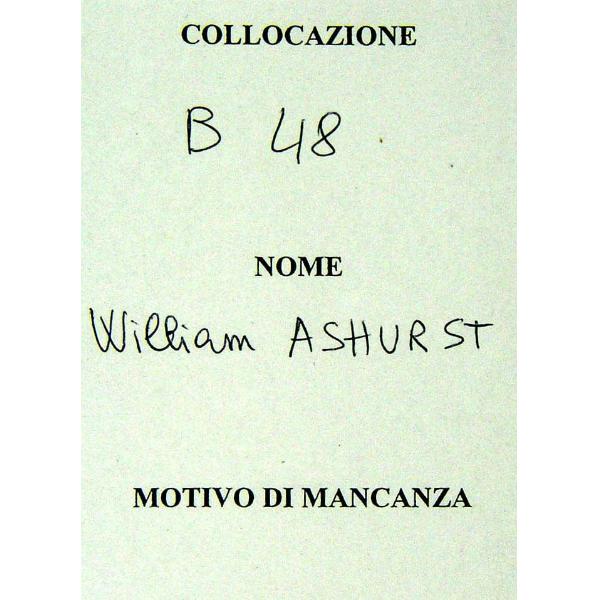 COLLOCAZIONE
B 48
NOME
William ASHURST
MOTIVO DI MANCANZA